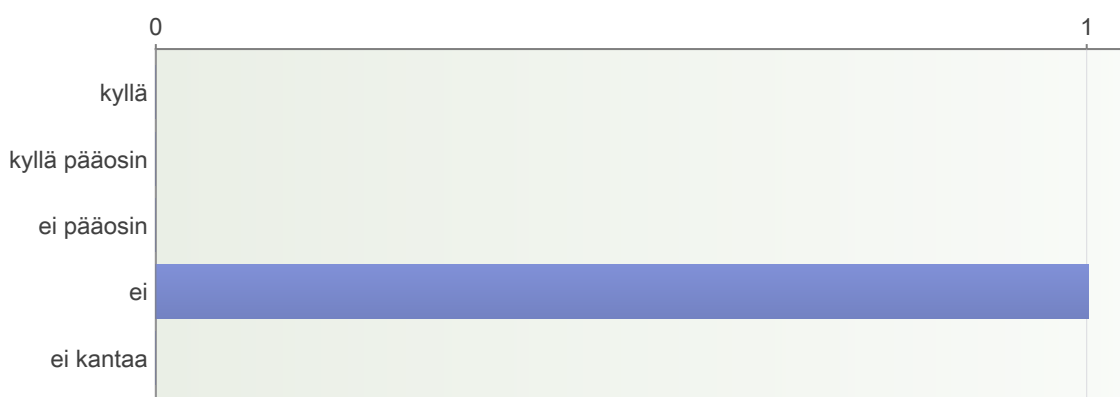 0 1
kyllä
kyllä pääosin
ei pääosin
ei
ei kantaa